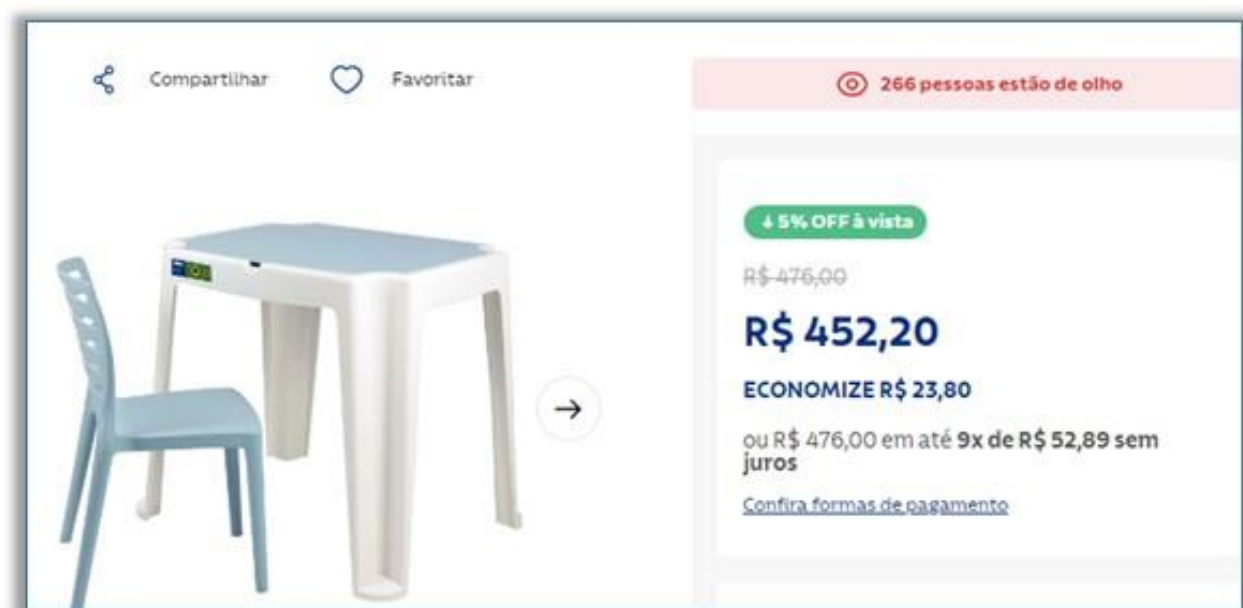 Compartilhar
Favoritar
266 pessoas estão de olho
↓ 5% OFF à vista
R$ 476,00
R$ 452,20
ECONOMIZE R$ 23,80
ou R$ 476,00 em até 9x de R$ 52,89 sem
juros
Confira formas de pagamento